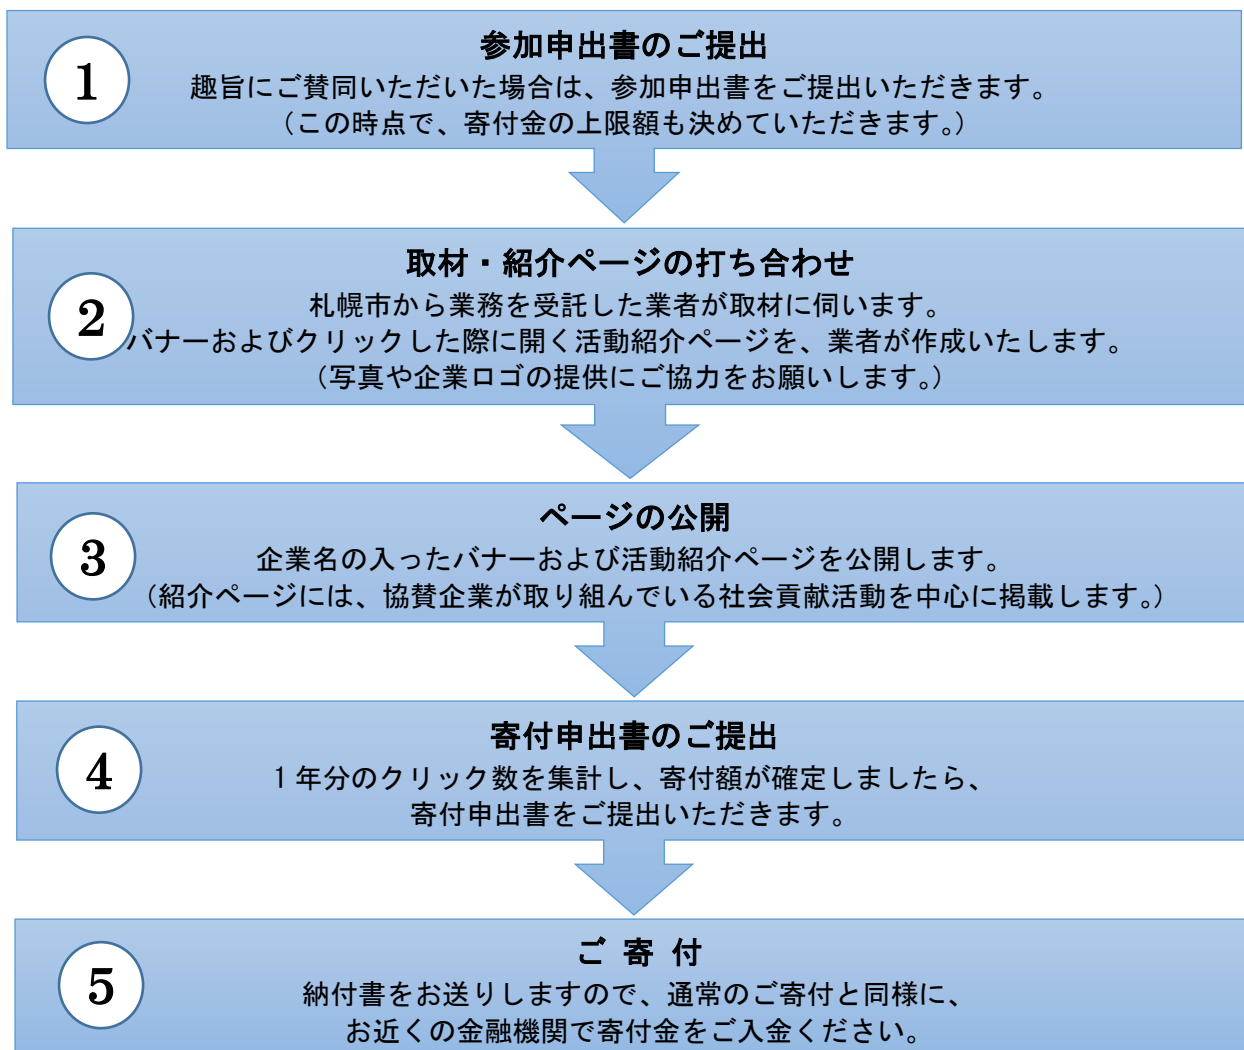 参加申出書のご提出
1
趣旨にご賛同いただいた場合は、参加申出書をご提出いただきます。
（この時点で、寄付金の上限額も決めていただきます。）
取材・紹介ページの打ち合わせ
2
札幌市から業務を受託した業者が取材に伺います。
バナーおよびクリックした際に開く活動紹介ページを、業者が作成いたします。
（写真や企業ロゴの提供にご協力をお願いします。）
ページの公開
3
企業名の入ったバナーおよび活動紹介ページを公開します。
（紹介ページには、協賛企業が取り組んでいる社会貢献活動を中心に掲載します。）
寄付申出書のご提出
4
１年分のクリック数を集計し、寄付額が確定しましたら、
寄付申出書をご提出いただきます。
ご 寄 付
5
納付書をお送りしますので、通常のご寄付と同様に、
お近くの金融機関で寄付金をご入金ください。